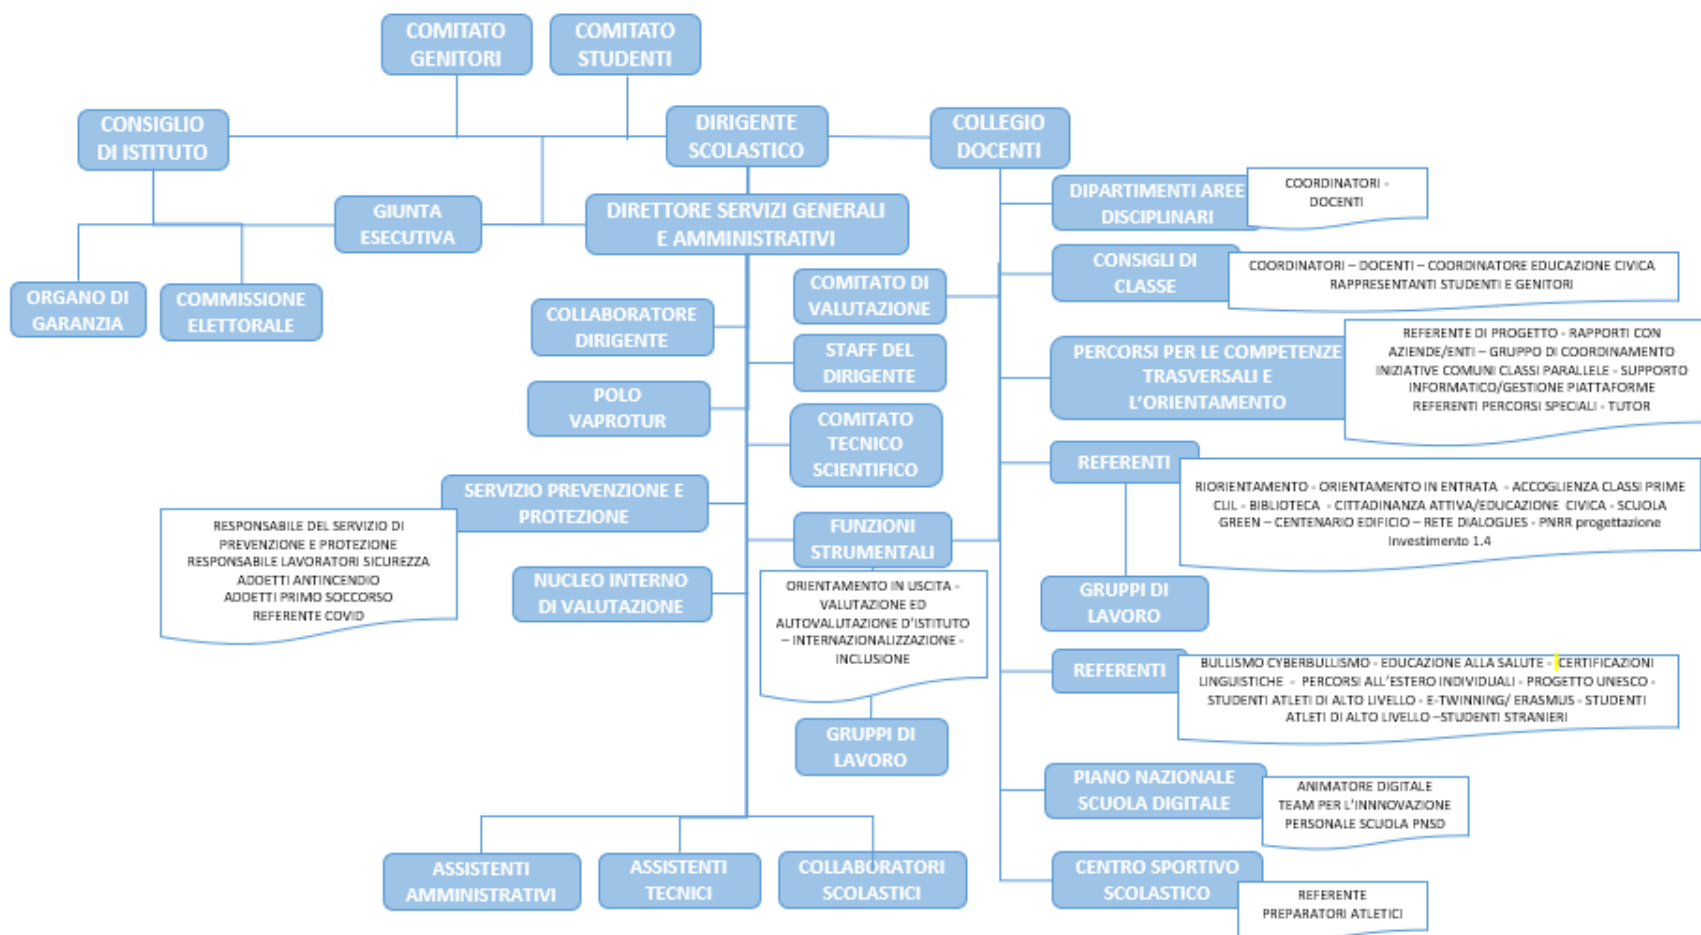 COMITATO
GENITORI
COMITATO
STUDENTI
CONSIGLIO
DI ISTITUTO
DIRIGENTE
SCOLASTICO
COLLEGIO
DOCENTI
GIUNTA
ESECUTIVA
DIRETTORE SERVIZI GENERALI
E AMMINISTRATIVI
DIPARTIMENTI AREE
DISCIPLINARI
COORDINATORI -
DOCENTI
ORGANO DI
GARANZIA
COMMISSIONE
ELETTORALE
COMITATO DI
VALUTAZIONE
CONSIGLI DI
CLASSE
COORDINATORI – DOCENTI – COORDINATORE EDUCAZIONE CIVICA
RAPPRESENTANTI STUDENTI E GENITORI
COLLABORATORE
DIRIGENTE
STAFF DEL
DIRIGENTE
PERCORSI PER LE COMPETENZE
TRASVERSALI E
L'ORIENTAMENTO
REFERENTE DI PROGETTO - RAPPORTI CON
AZIENDE/ENTI – GRUPPO DI COORDINAMENTO
INIZIATIVE COMUNI CLASSI PARALLELE - SUPPORTO
INFORMATICO/GESTIONE PIATTAFORME
REFERENTI PERCORSI SPECIALI - TUTOR
POLO
VAPROTUR
COMITATO
TECNICO
SCIENTIFICO
REFERENTI
RIORIENTAMENTO - ORIENTAMENTO IN ENTRATA - ACCOGLIENZA CLASSI PRIME
CLIL - BIBLIOTECA - CITTADINANZA ATTIVA/EDUCAZIONE CIVICA - SCUOLA
GREEN – CENTENARIO EDIFICIO – RETE DIALOGUES - PNRR progettazione
Investimento 1.4
SERVIZIO PREVENZIONE E
PROTEZIONE
RESPONSABILE DEL SERVIZIO DI
PREVENZIONE E PROTEZIONE
RESPONSABILE LAVORATORI SICUREZZA
ADDETTI ANTINCENDIO
ADDETTI PRIMO SOCCORSO
REFERENTE COVID
FUNZIONI
STRUMENTALI
NUCLEO INTERNO
DI VALUTAZIONE
ORIENTAMENTO IN USCITA -
VALUTAZIONE ED
AUTOVALUTAZIONE D'ISTITUTO
– INTERNAZIONALIZZAZIONE -
INCLUSIONE
GRUPPI DI
LAVORO
GRUPPI DI
LAVORO
REFERENTI
BULLISMO CYBERBULLISMO - EDUCAZIONE ALLA SALUTE - CERTIFICAZIONI
LINGUISTICHE - PERCORSI ALL'ESTERO INDIVIDUALI - PROGETTO UNESCO -
STUDENTI ATLETI DI ALTO LIVELLO - E-TWINNING/ ERASMUS - STUDENTI
ATLETI DI ALTO LIVELLO –STUDENTI STRANIERI
PIANO NAZIONALE
SCUOLA DIGITALE
ANIMATORE DIGITALE
TEAM PER L'INNNOVAZIONE
PERSONALE SCUOLA PNSD
ASSISTENTI
AMMINISTRATIVI
ASSISTENTI
TECNICI
COLLABORATORI
SCOLASTICI
CENTRO SPORTIVO
SCOLASTICO
REFERENTE
PREPARATORI ATLETICI